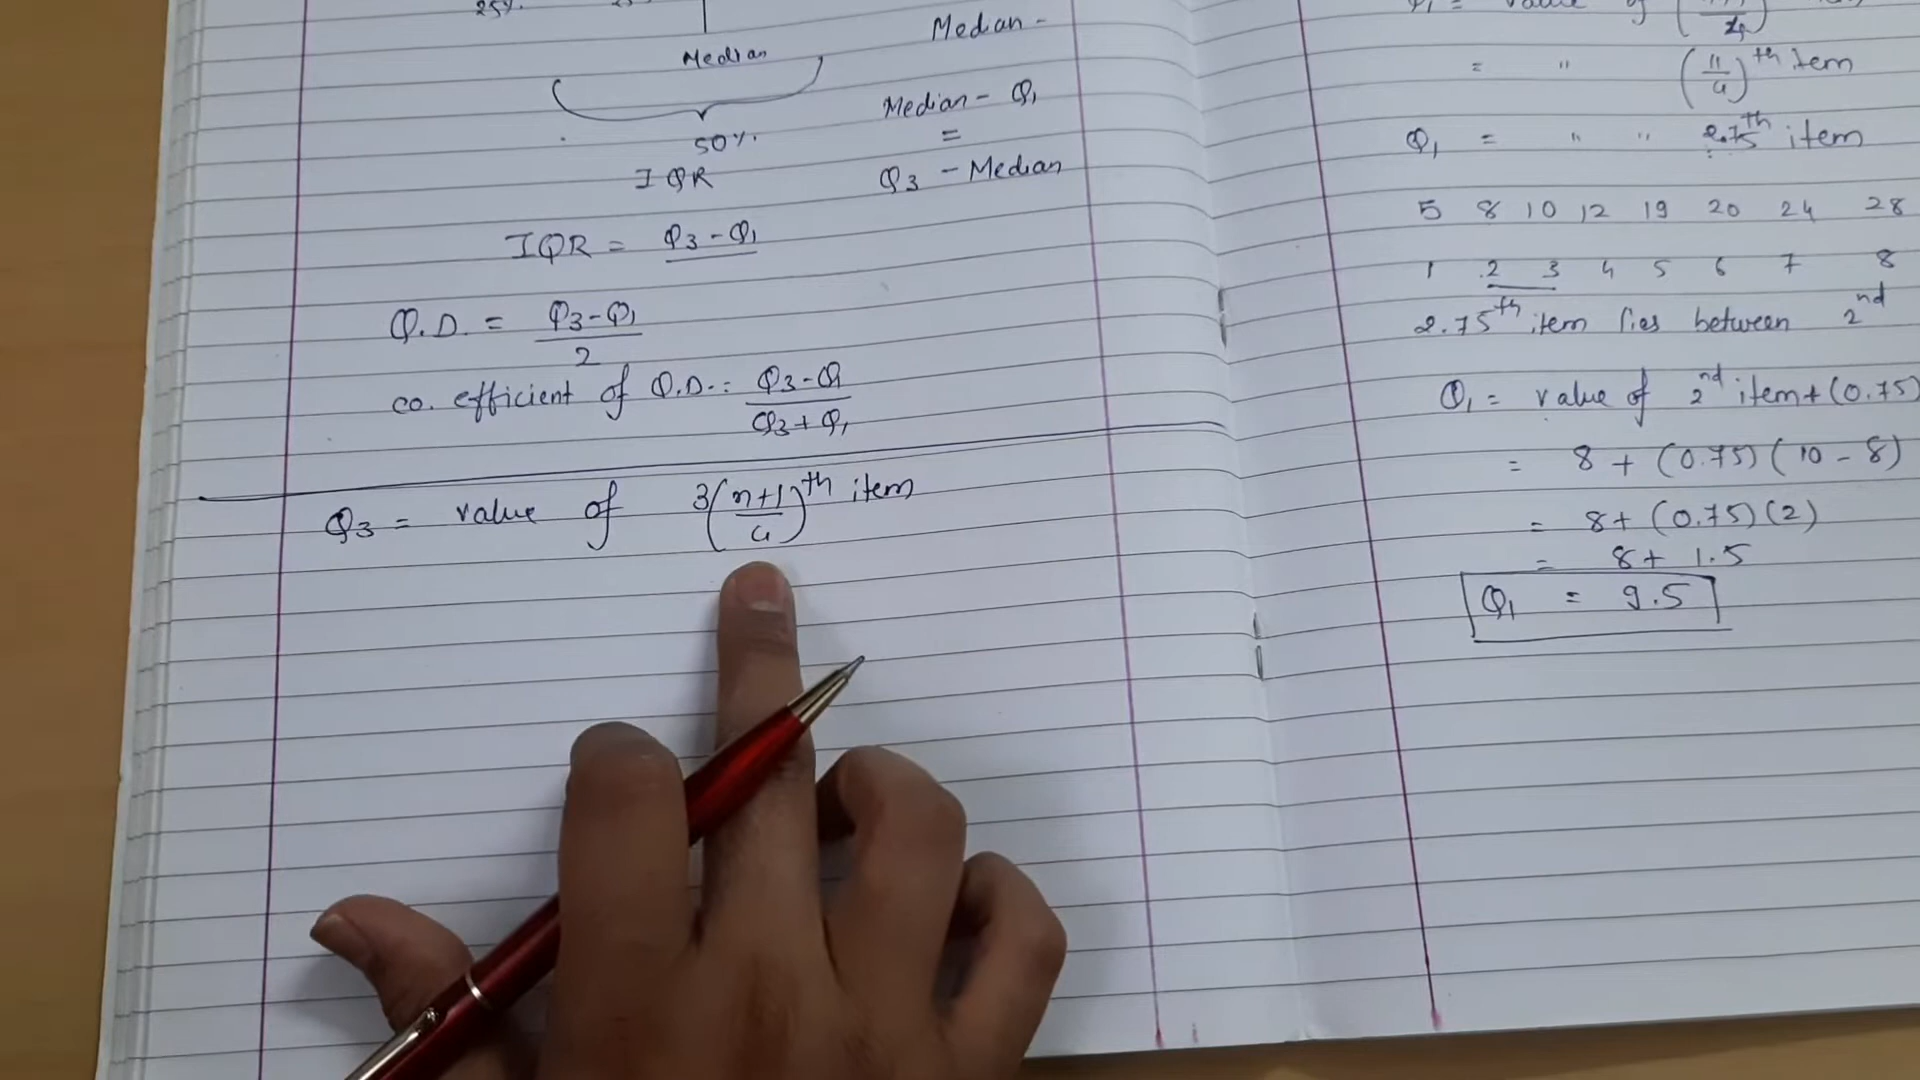 25%.
Median
Median -
50%.
IQR
Median - Q1
=
Q3 - Median
IQR = Q3 - Q1
Q.D. = Q3 - Q1
2
co. efficient of Q.D. = Q3 - Q
Q3 + Q1
Q3 = value of 3(n+1)th item
4
Q1 = value of
4
= " (11/4)th item
Q1 = " " 2.75th item
5 8 10 12 19 20 24 28
1 2 3 4 5 6 7 8
2.75th item lies between 2nd
Q1 = value of 2nd item + (0.75)
= 8 + (0.75) (10 - 8)
= 8 + (0.75) (2)
= 8 + 1.5
Q1 = 9.5